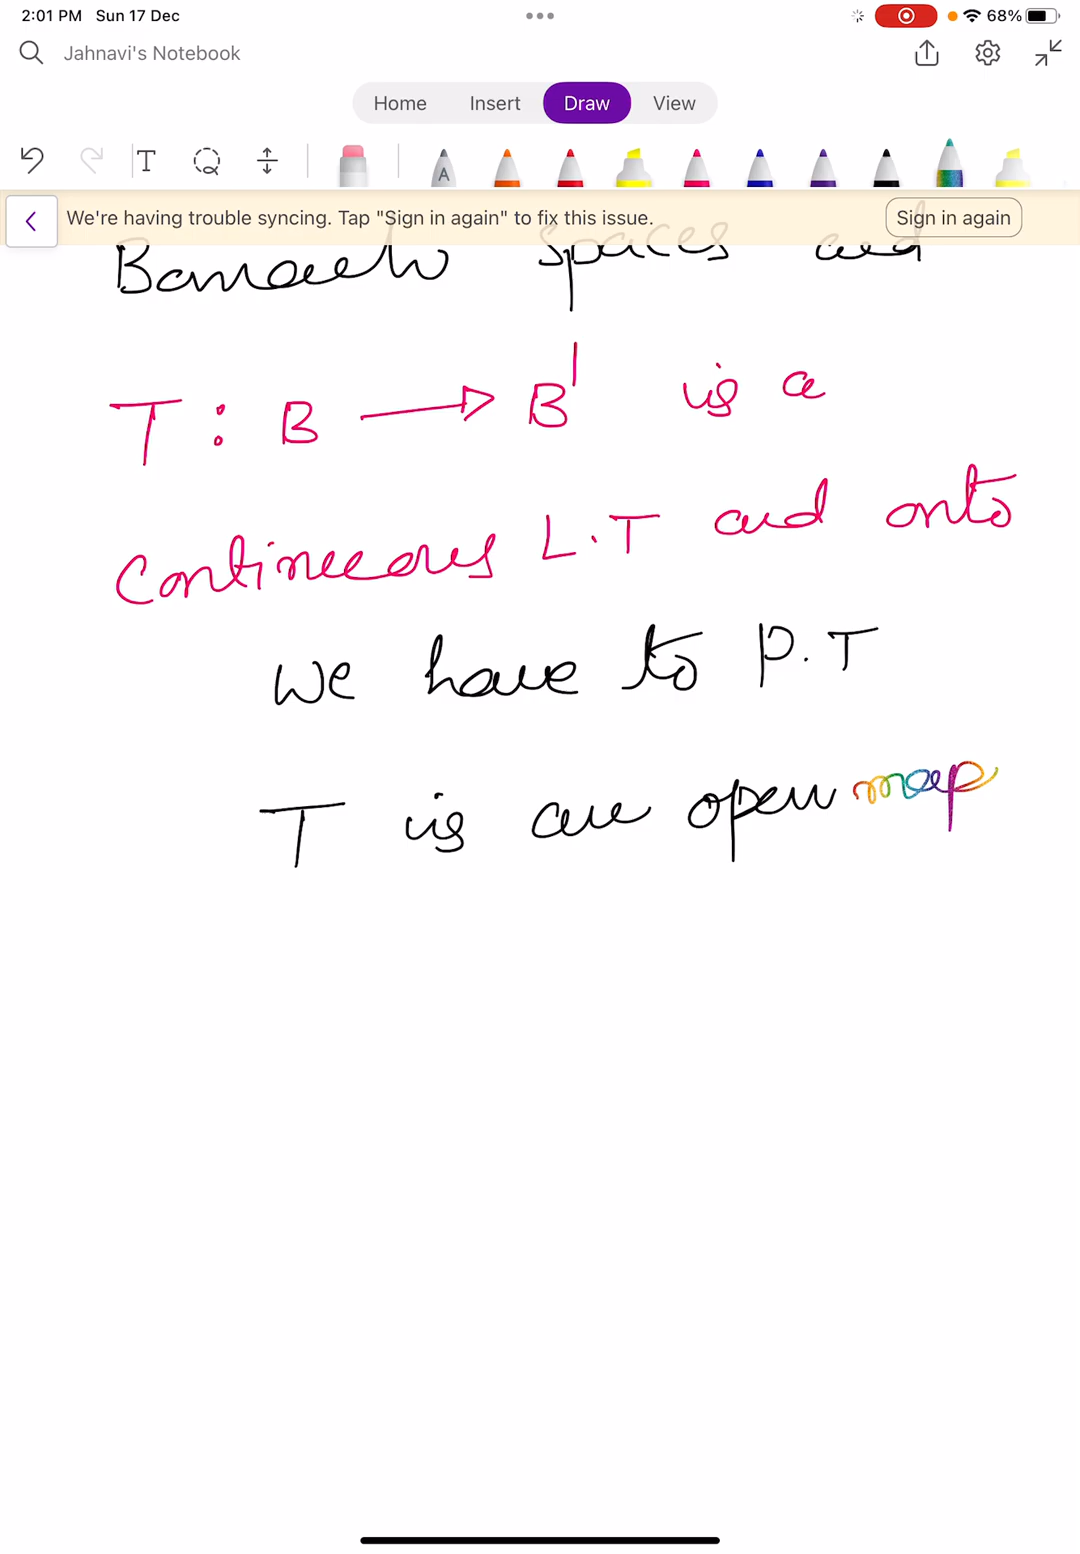 2:01 PM Sun 17 Dec
68%
Jahnavi's Notebook
Home Insert Draw View
T
A
We're having trouble syncing. Tap "Sign in again" to fix this issue.
Sign in again
Banach spaces and
T : B → B' is a
continuous L.T and onto
We have to P.T
T is an open map